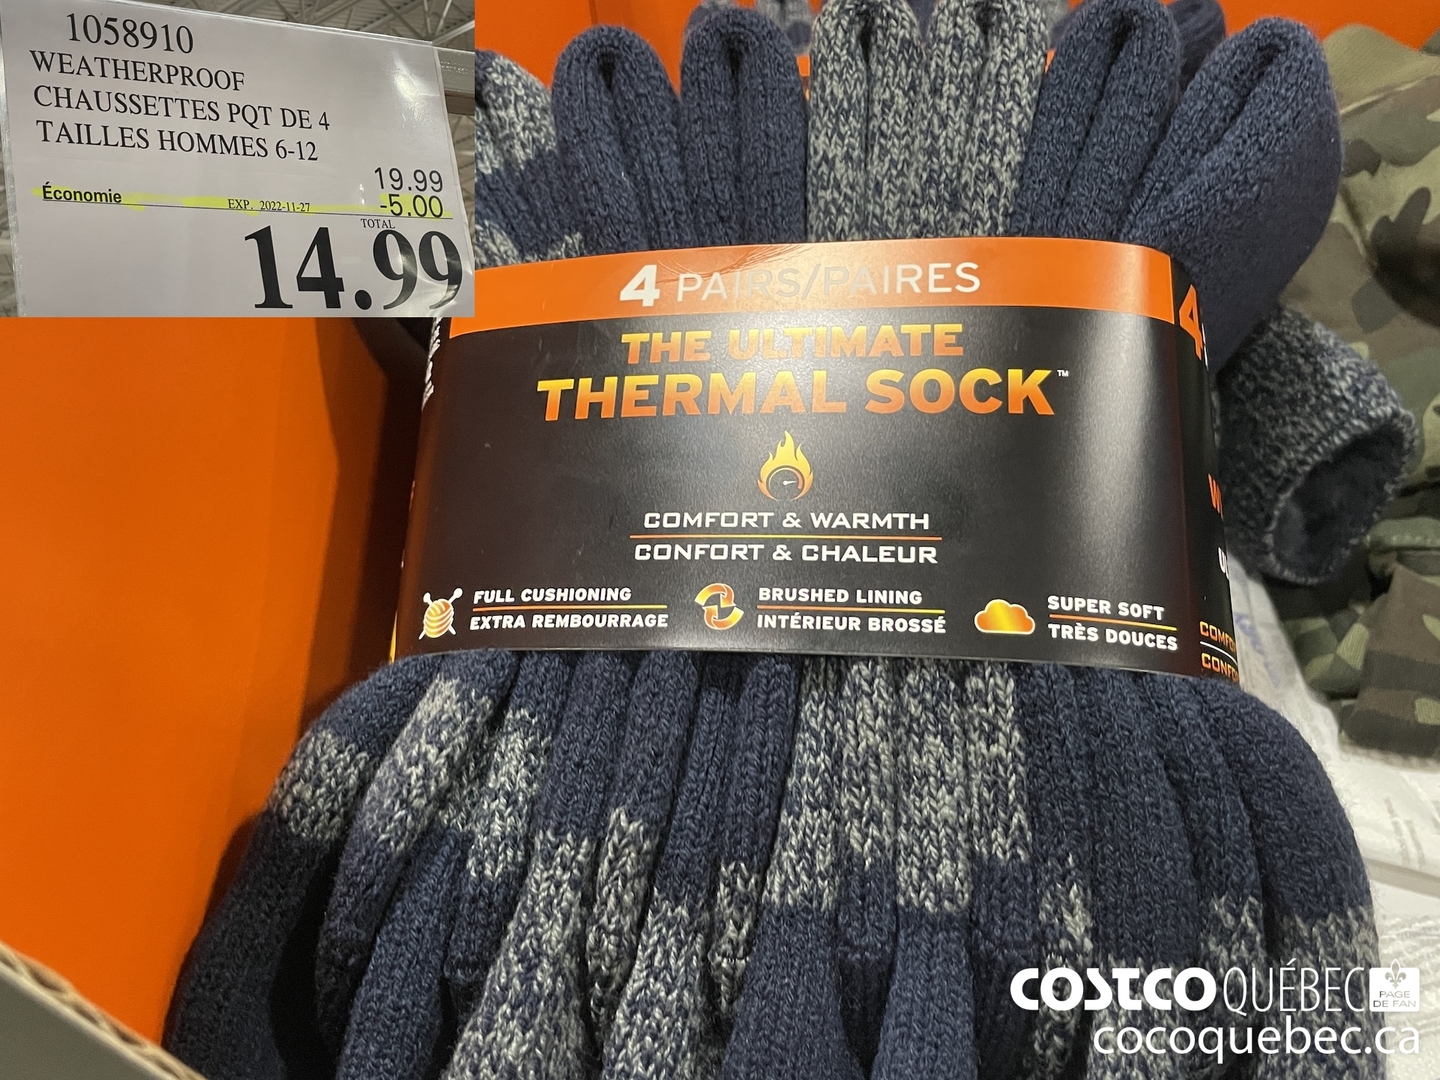 1058910
WEATHERPROOF
CHAUSSETTES PQT DE 4
TAILLES HOMMES 6-12
19.99
Économie EXP. 2022-11-27 -5.00
TOTAL
14.99
4 PAIRS/PAIRES
THE ULTIMATE
THERMAL SOCK™
COMFORT & WARMTH
CONFORT & CHALEUR
FULL CUSHIONING
EXTRA REMBOURRAGE
BRUSHED LINING
INTÉRIEUR BROSSÉ
SUPER SOFT
TRÈS DOUCES
4
COSTCO QUÉBEC
PAGE
DE FAN
cocoquebec.ca